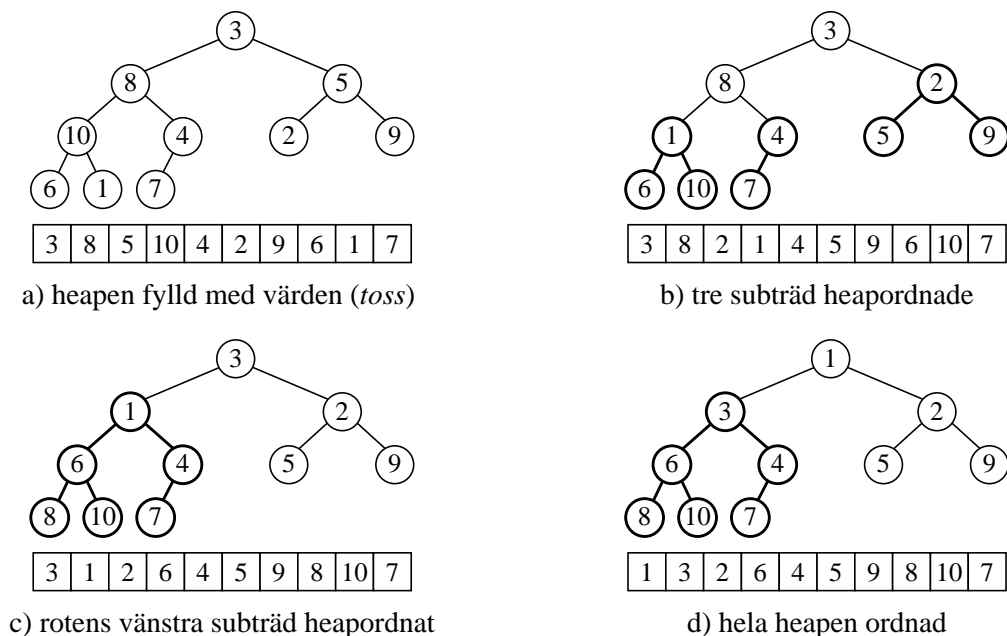 3
3
8 5
8 2
10 4 2 9
1 4 5 9
6 1 7
6 10 7
3 8 5 10 4 2 9 6 1 7
3 8 2 1 4 5 9 6 10 7
a) heapen fylld med värden (toss)
b) tre subträd heapordnade
3
1
1 2
3 2
6 4 5 9
6 4 5 9
8 10 7
8 10 7
3 1 2 6 4 5 9 8 10 7
1 3 2 6 4 5 9 8 10 7
c) rotens vänstra subträd heapordnat
d) hela heapen ordnad